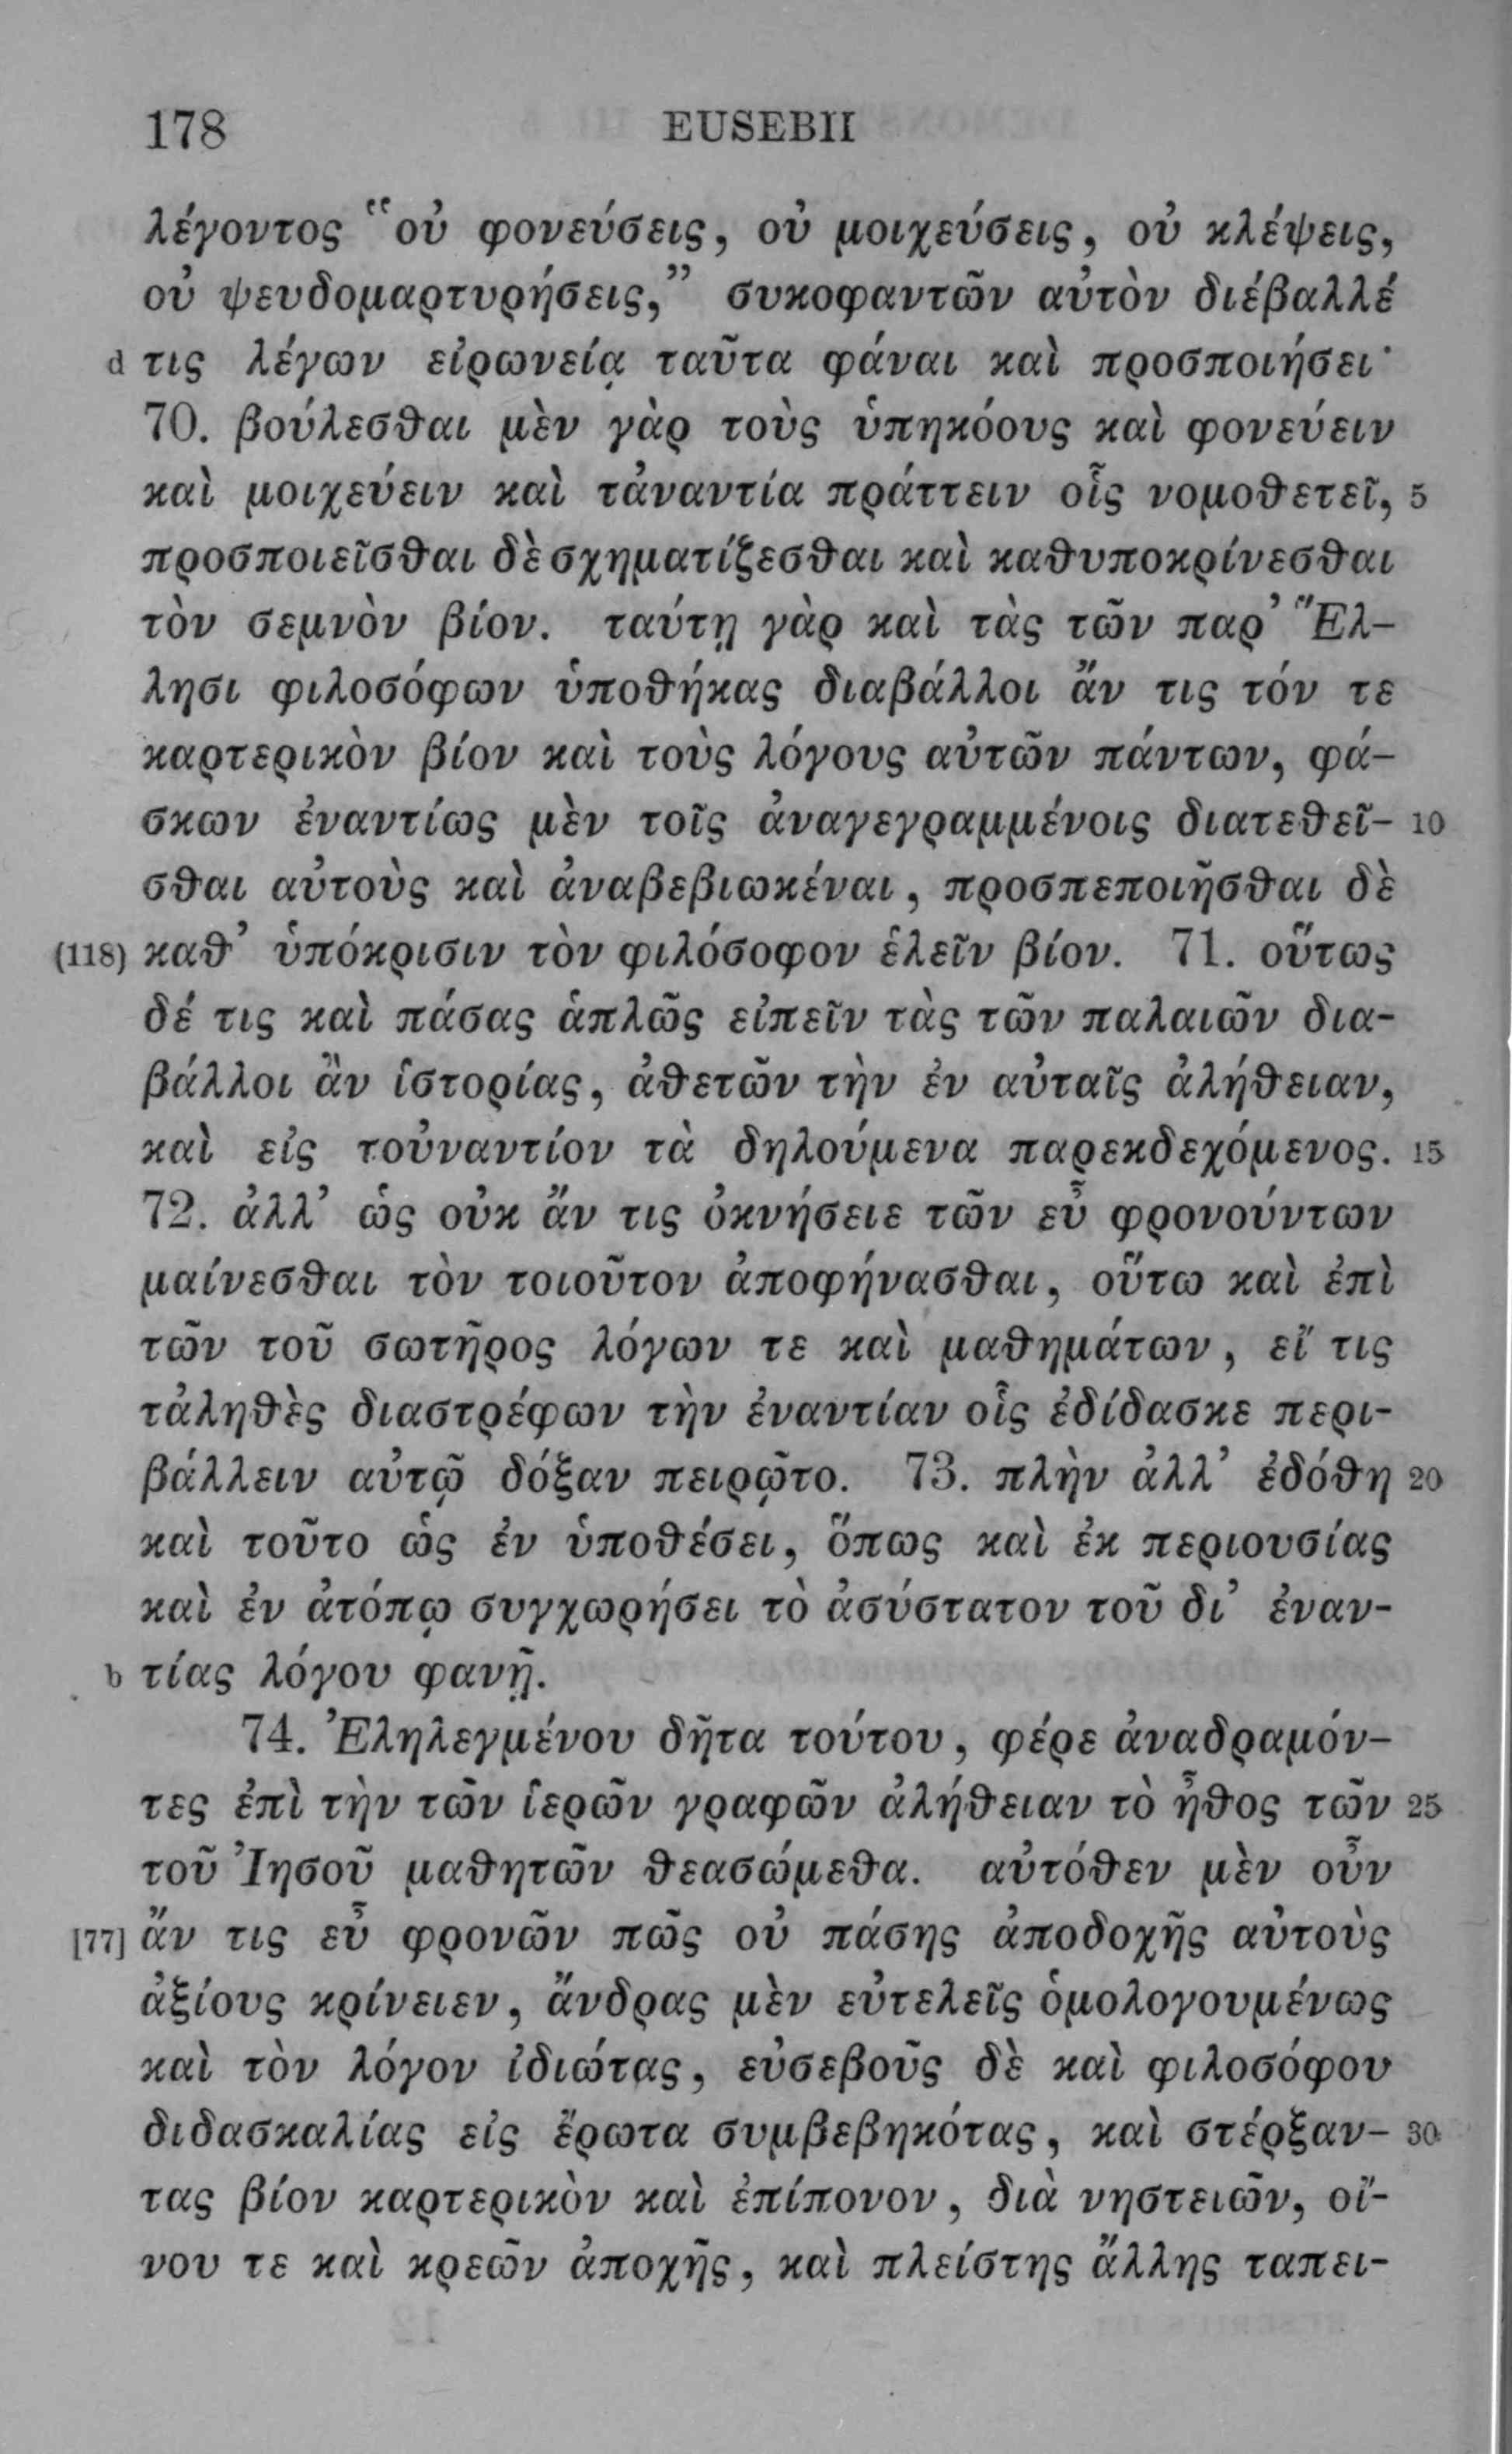 178 EUSEBII
λέγοντος “οὐ φονεύσεις, οὐ μοιχεύσεις, οὐ κλέψεις,
οὐ ψευδομαρτυρήσεις,” συκοφαντῶν αὐτὸν διέβαλλέ
d τις λέγων εἰρωνείᾳ ταῦτα φάναι καὶ προσποιήσει·
70. βούλεσθαι μὲν γὰρ τοὺς ὑπηκόους καὶ φονεύειν
καὶ μοιχεύειν καὶ τἀναντία πράττειν οἷς νομοθετεῖ, 5
προσποιεῖσθαι δὲ σχηματίζεσθαι καὶ καθυποκρίνεσθαι
τὸν σεμνὸν βίον. ταύτῃ γὰρ καὶ τὰς τῶν παρ’ Ἕλ-
λησι φιλοσόφων ὑποθήκας διαβάλλοι ἄν τις τόν τε
καρτερικὸν βίον καὶ τοὺς λόγους αὐτῶν πάντων, φά-
σκων ἐναντίως μὲν τοῖς ἀναγεγραμμένοις διατεθεῖ- 10
σθαι αὐτοὺς καὶ ἀναβεβιωκέναι, προσπεποιῆσθαι δὲ
(118) καθ’ ὑπόκρισιν τὸν φιλόσοφον ἑλεῖν βίον. 71. οὕτως
δέ τις καὶ πάσας ἁπλῶς εἰπεῖν τὰς τῶν παλαιῶν δια-
βάλλοι ἂν ἱστορίας, ἀθετῶν τὴν ἐν αὐταῖς ἀλήθειαν,
καὶ εἰς τοὐναντίον τὰ δηλούμενα παρεκδεχόμενος. 15
72. ἀλλ’ ὡς οὐκ ἄν τις ὀκνήσειε τῶν εὖ φρονούντων
μαίνεσθαι τὸν τοιοῦτον ἀποφήνασθαι, οὕτω καὶ ἐπὶ
τῶν τοῦ σωτῆρος λόγων τε καὶ μαθημάτων, εἴ τις
τἀληθὲς διαστρέφων τὴν ἐναντίαν οἷς ἐδίδασκε περι-
βάλλειν αὐτῷ δόξαν πειρῷτο. 73. πλὴν ἀλλ’ ἐδόθη 20
καὶ τοῦτο ὡς ἐν ὑποθέσει, ὅπως καὶ ἐκ περιουσίας
καὶ ἐν ἀτόπῳ συγχωρήσει τὸ ἀσύστατον τοῦ δι’ ἐναν-
b τίας λόγου φανῇ.
74. Ἐληλεγμένου δῆτα τούτου, φέρε ἀναδραμόν-
τες ἐπὶ τὴν τῶν ἱερῶν γραφῶν ἀλήθειαν τὸ ἦθος τῶν 25
τοῦ Ἰησοῦ μαθητῶν θεασώμεθα. αὐτόθεν μὲν οὖν
[77] ἄν τις εὖ φρονῶν πῶς οὐ πάσης ἀποδοχῆς αὐτοὺς
ἀξίους κρίνειεν, ἄνδρας μὲν εὐτελεῖς ὁμολογουμένως
καὶ τὸν λόγον ἰδιώτας, εὐσεβοῦς δὲ καὶ φιλοσόφου
διδασκαλίας εἰς ἔρωτα συμβεβηκότας, καὶ στέρξαν- 30
τας βίον καρτερικὸν καὶ ἐπίπονον, διὰ νηστειῶν, οἴ-
νου τε καὶ κρεῶν ἀποχῆς, καὶ πλείστης ἄλλης ταπει-